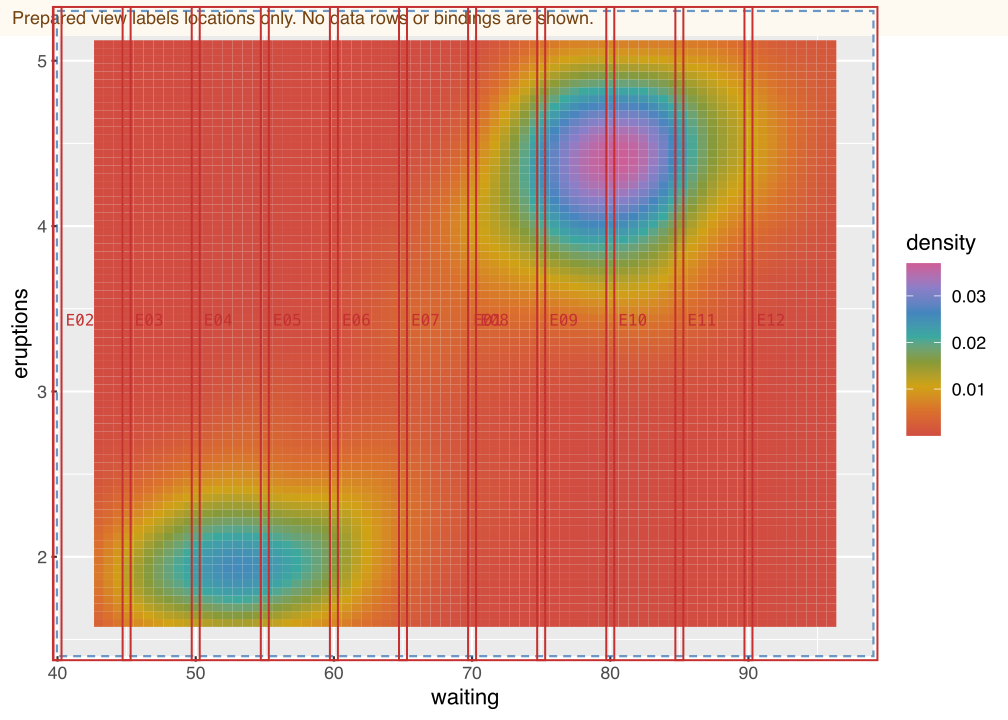 Prepared view labels locations only. No data rows or bindings are shown.
5
4
3
2
eruptions
E02 E03 E04 E05 E06 E07 E08 E09 E10 E11 E12
40 50 60 70 80 90
waiting
density
0.03
0.02
0.01